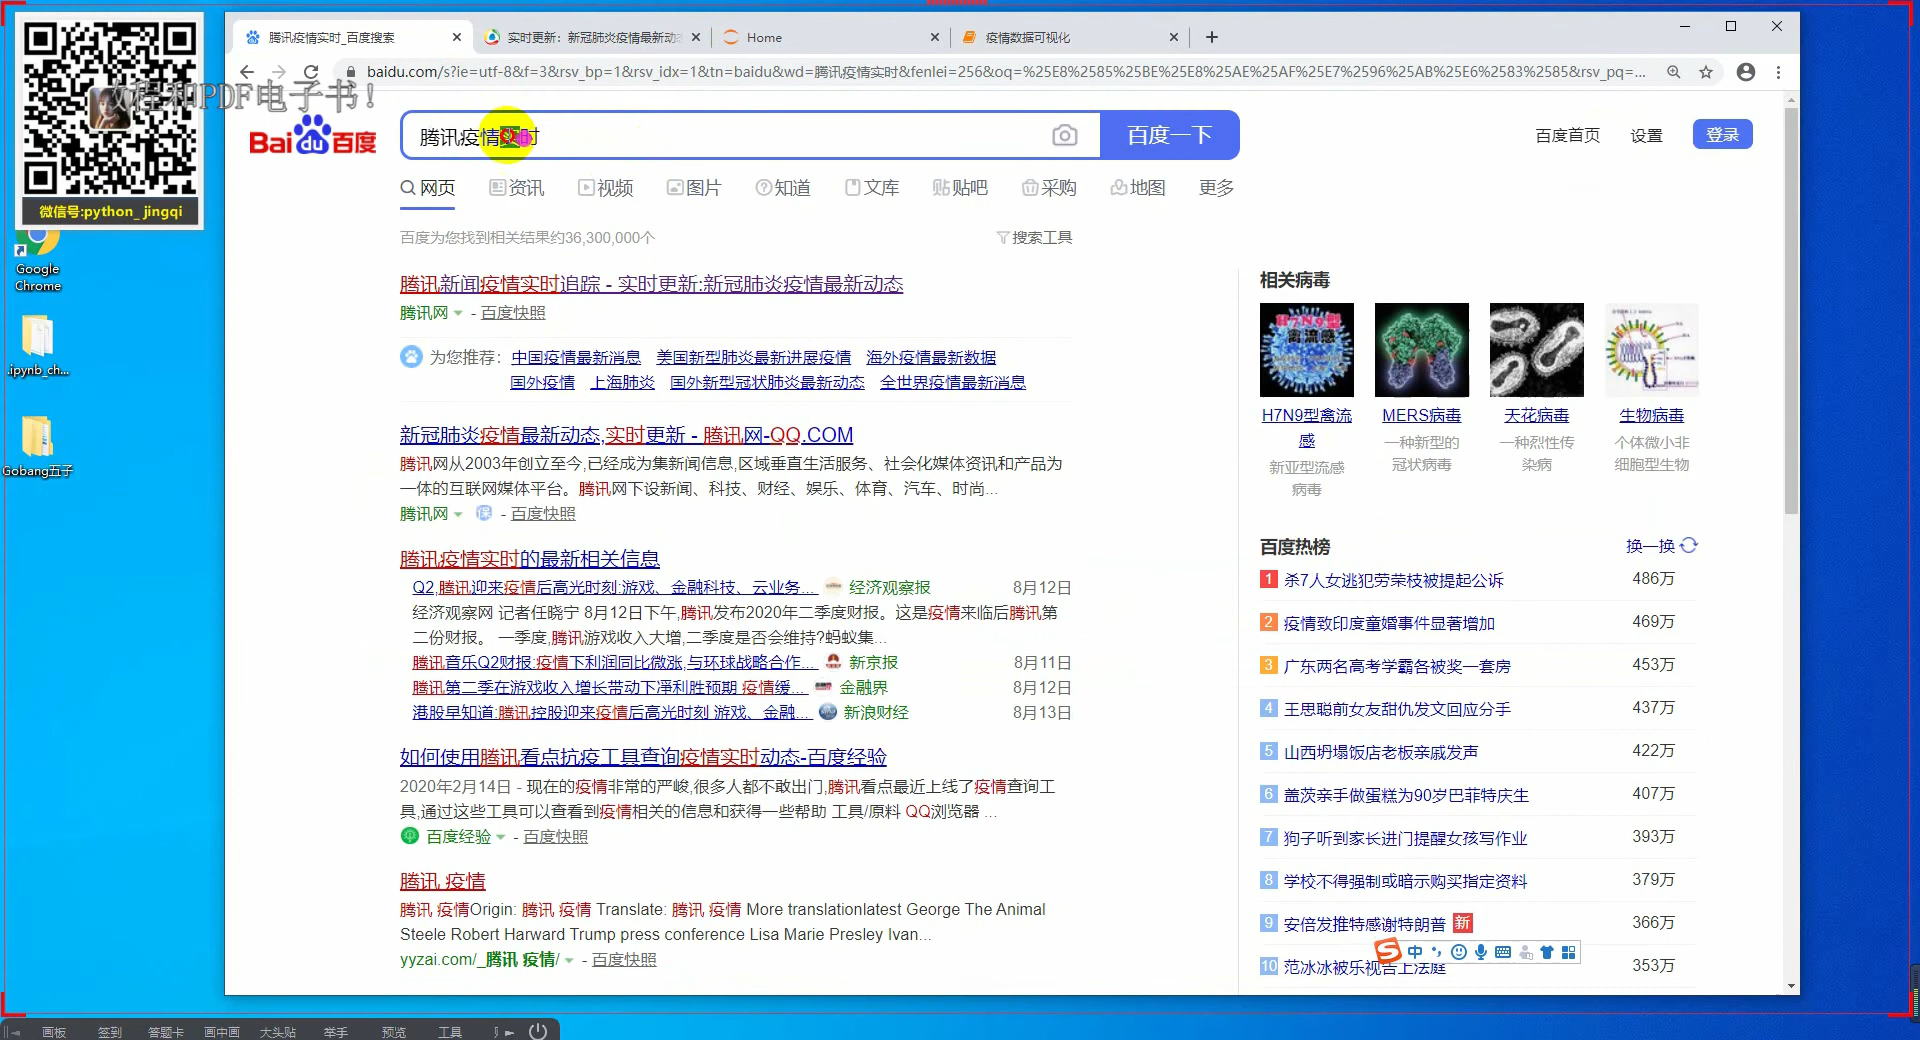 腾讯疫情实时_百度搜索
实时更新：新冠肺炎疫情最新动态
Home
疫情数据可视化
baidu.com/s?ie=utf-8&f=3&rsv_bp=1&rsv_idx=1&tn=baidu&wd=腾讯疫情实时&fenlei=256&oq=%25E8%2585%25BE%25E8%25AE%25AF%25E7%2596%25AB%25E6%2583%2585&rsv_pq=...
教程和PDF电子书！
微信号:python_ jingqi
Google
Chrome
.ipynb_ch...
Gobang五子
Bai du 百度
腾讯疫情实时
百度一下
百度首页
设置
登录
网页
资讯
视频
图片
知道
文库
贴吧
采购
地图
更多
百度为您找到相关结果约36,300,000个
搜索工具
腾讯新闻疫情实时追踪 - 实时更新:新冠肺炎疫情最新动态
腾讯网 - 百度快照
为您推荐： 中国疫情最新消息 美国新型肺炎最新进展疫情 海外疫情最新数据
国外疫情 上海肺炎 国外新型冠状肺炎最新动态 全世界疫情最新消息
新冠肺炎疫情最新动态,实时更新 - 腾讯网-QQ.COM
腾讯网从2003年创立至今,已经成为集新闻信息,区域垂直生活服务、社会化媒体资讯和产品为
一体的互联网媒体平台。腾讯网下设新闻、科技、财经、娱乐、体育、汽车、时尚...
腾讯网 保 - 百度快照
腾讯疫情实时的最新相关信息
Q2,腾讯迎来疫情后高光时刻:游戏、金融科技、云业务... 经济观察报 8月12日
经济观察网 记者任晓宁 8月12日下午,腾讯发布2020年二季度财报。这是疫情来临后腾讯第
二份财报。 一季度,腾讯游戏收入大增,二季度是否会维持?蚂蚁集...
腾讯音乐Q2财报:疫情下利润同比微涨,与环球战略合作... 新京报 8月11日
腾讯第二季在游戏收入增长带动下凈利胜预期 疫情缓... 金融界 8月12日
港股早知道:腾讯控股迎来疫情后高光时刻 游戏、金融... 新浪财经 8月13日
如何使用腾讯看点抗疫工具查询疫情实时动态-百度经验
2020年2月14日 - 现在的疫情非常的严峻,很多人都不敢出门,腾讯看点最近上线了疫情查询工
具,通过这些工具可以查看到疫情相关的信息和获得一些帮助 工具/原料 QQ浏览器 ...
百度经验 - 百度快照
腾讯 疫情
腾讯 疫情Origin: 腾讯 疫情 Translate: 腾讯 疫情 More translationlatest George The Animal
Steele Robert Harward Trump press conference Lisa Marie Presley Ivan...
yyzai.com/_腾讯 疫情/ - 百度快照
相关病毒
H7N9型
禽流感
H7N9型禽流
感
新亚型流感
病毒
MERS病毒
一种新型的
冠状病毒
天花病毒
一种烈性传
染病
生物病毒
个体微小非
细胞型生物
百度热榜
换一换
1 杀7人女逃犯劳荣枝被提起公诉 486万
2 疫情致印度童婚事件显著增加 469万
3 广东两名高考学霸各被奖一套房 453万
4 王思聪前女友甜仇发文回应分手 437万
5 山西坍塌饭店老板亲戚发声 422万
6 盖茨亲手做蛋糕为90岁巴菲特庆生 407万
7 狗子听到家长进门提醒女孩写作业 393万
8 学校不得强制或暗示购买指定资料 379万
9 安倍发推特感谢特朗普 新 366万
10 范冰冰被乐视告上法庭 353万
中
画板
签到
答题卡
画中画
大头贴
举手
预览
工具